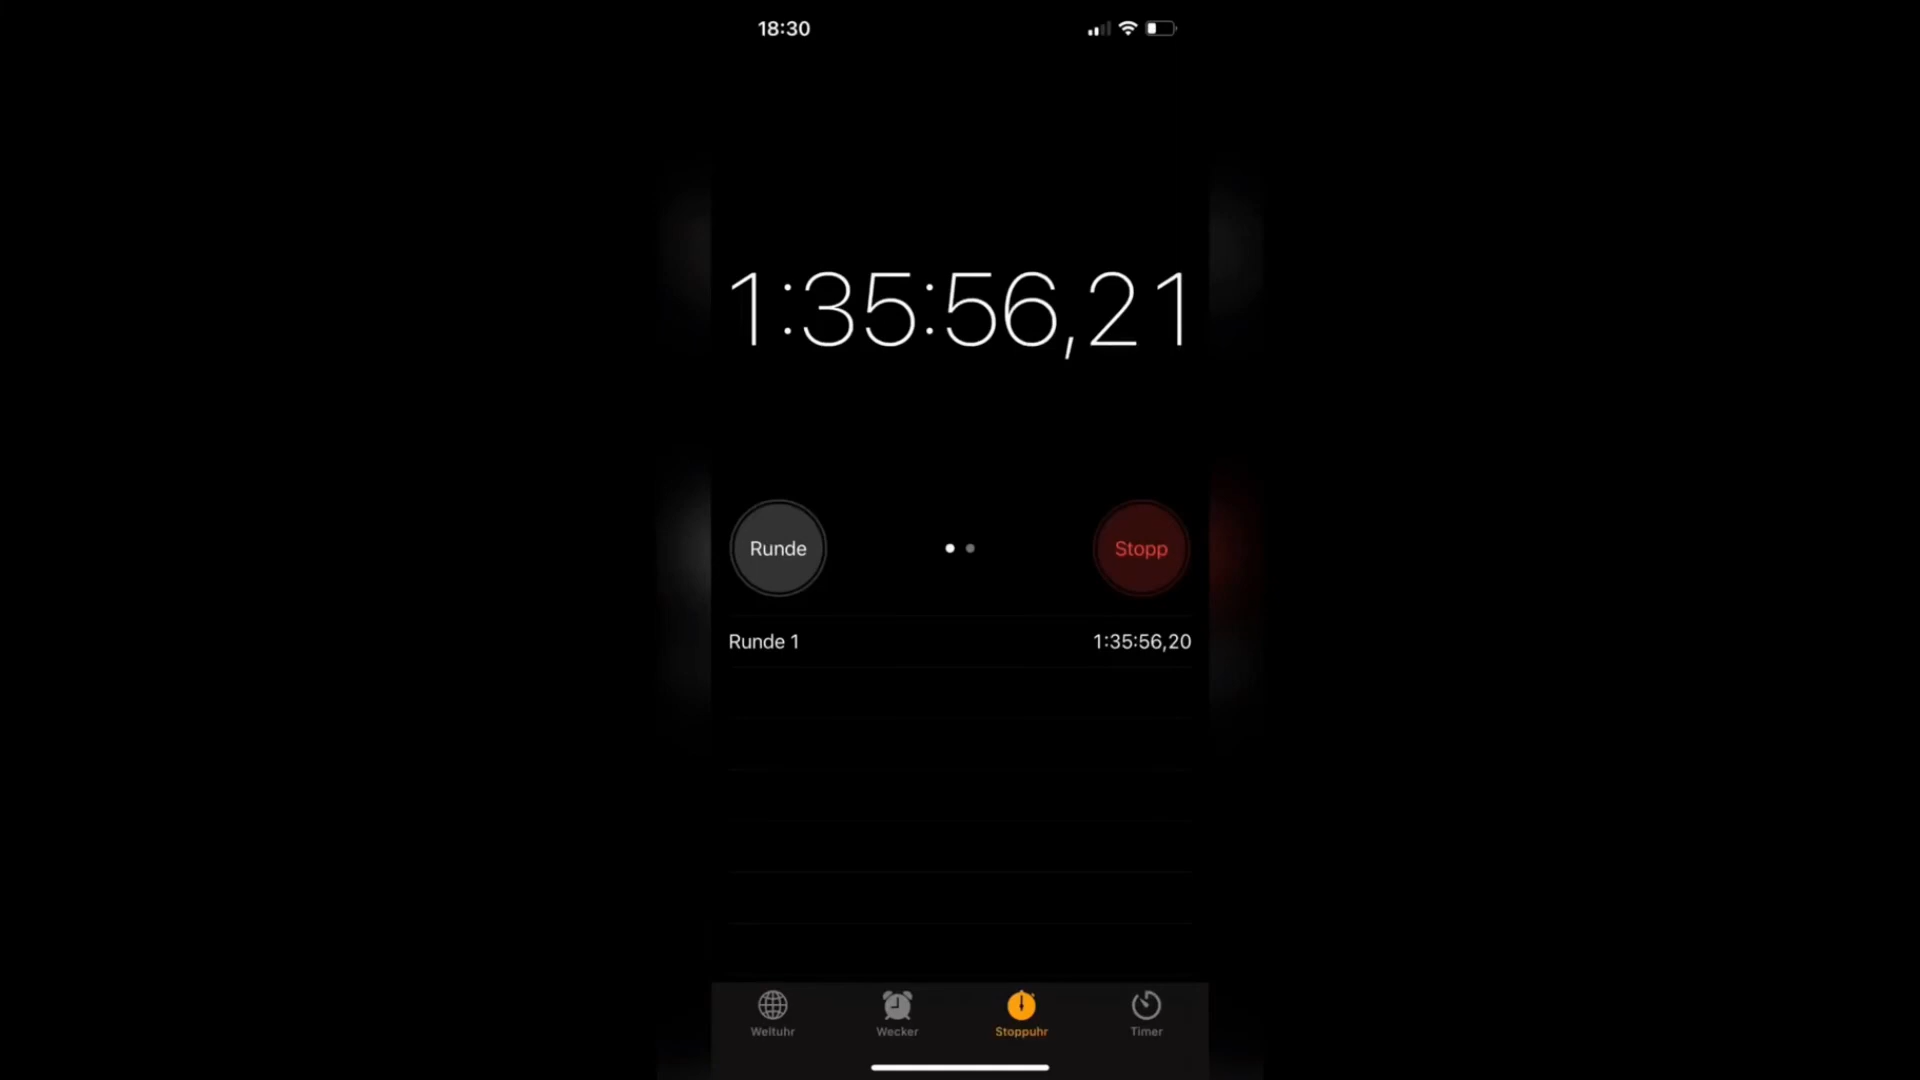 18:30
1:35:56,21
Runde
Stopp
Runde 1 1:35:56,20
Weltuhr Wecker Stoppuhr Timer